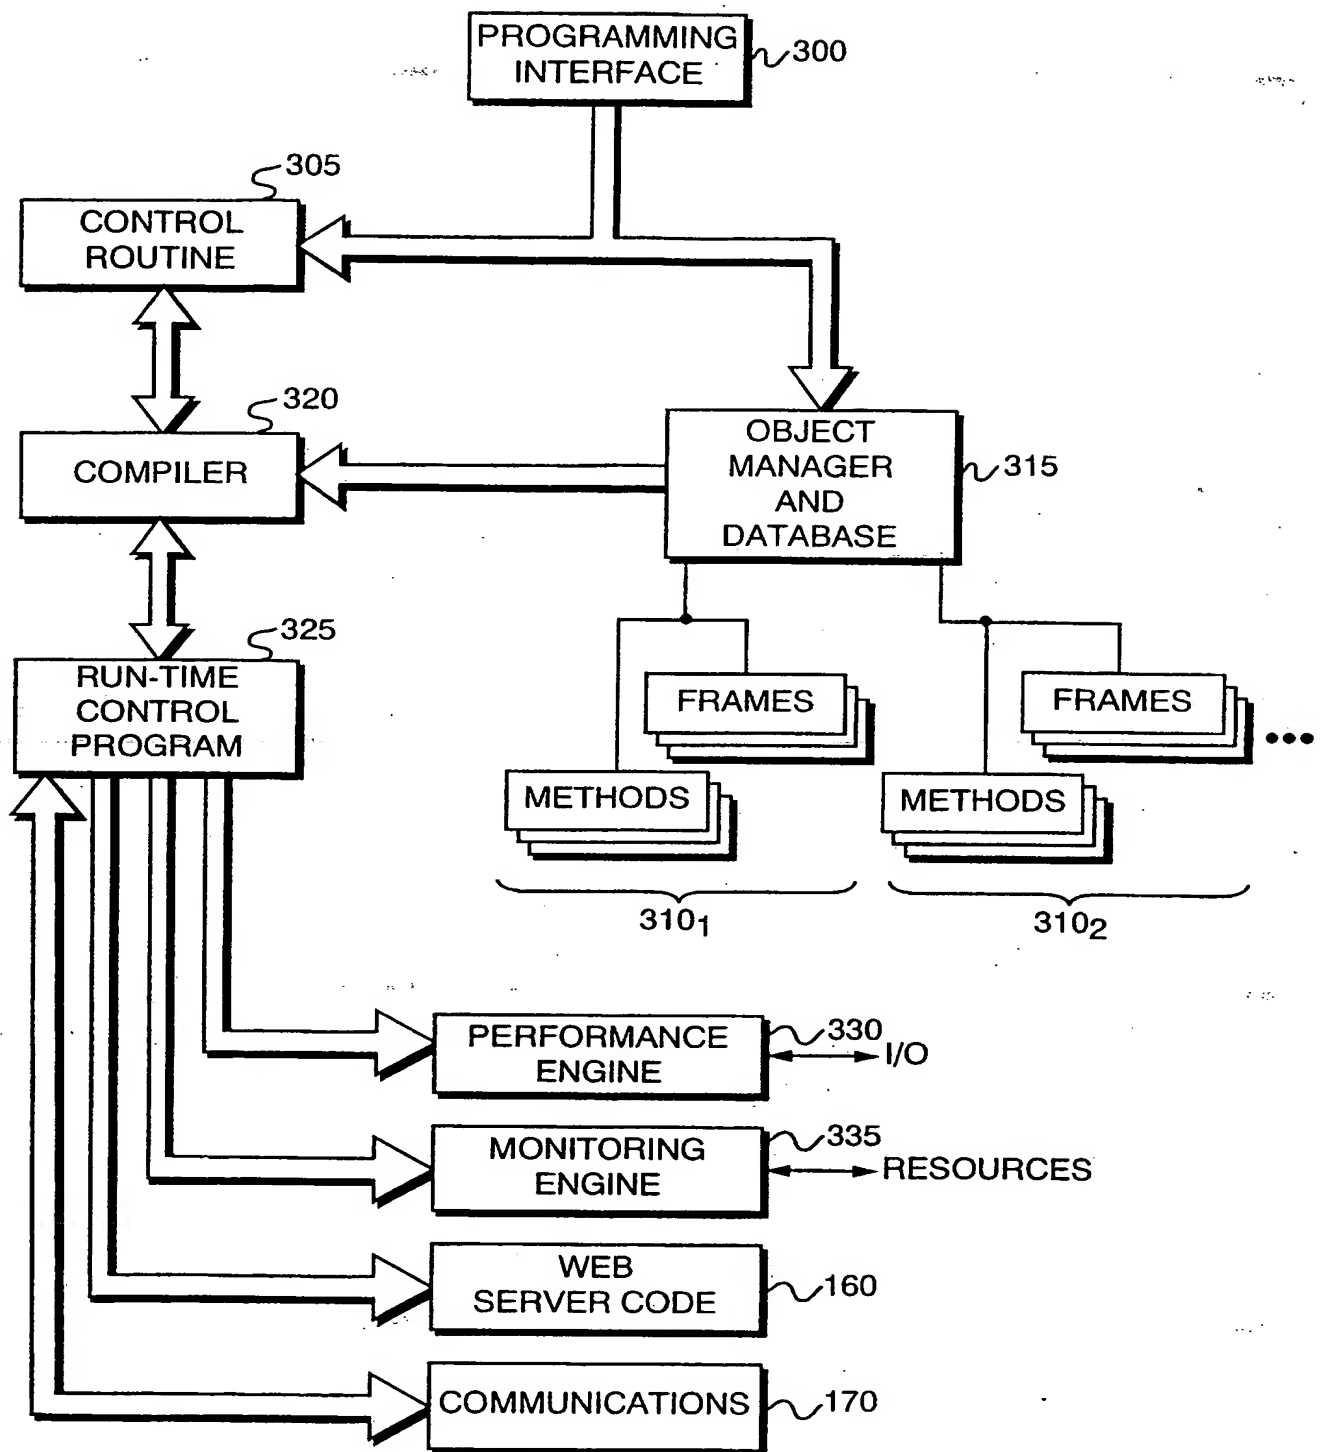 PROGRAMMING
INTERFACE
300
305
CONTROL
ROUTINE
320
COMPILER
OBJECT
MANAGER
AND
DATABASE
315
325
RUN-TIME
CONTROL
PROGRAM
FRAMES
FRAMES
•••
METHODS
METHODS
310₁
310₂
PERFORMANCE
ENGINE
330
I/O
MONITORING
ENGINE
335
RESOURCES
WEB
SERVER CODE
160
COMMUNICATIONS
170